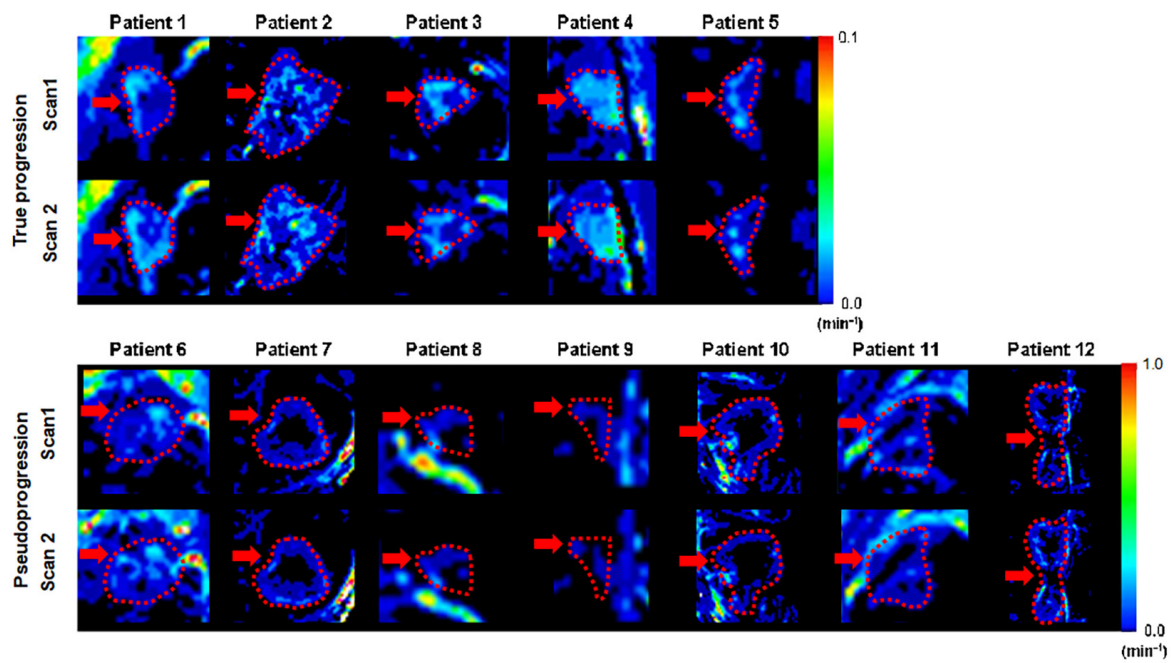 Patient 1 Patient 2 Patient 3 Patient 4 Patient 5
0.1
True progression
Scan1
Scan 2
0.0
(min⁻¹)
Patient 6 Patient 7 Patient 8 Patient 9 Patient 10 Patient 11 Patient 12
1.0
Pseudoprogression
Scan1
Scan 2
0.0
(min⁻¹)